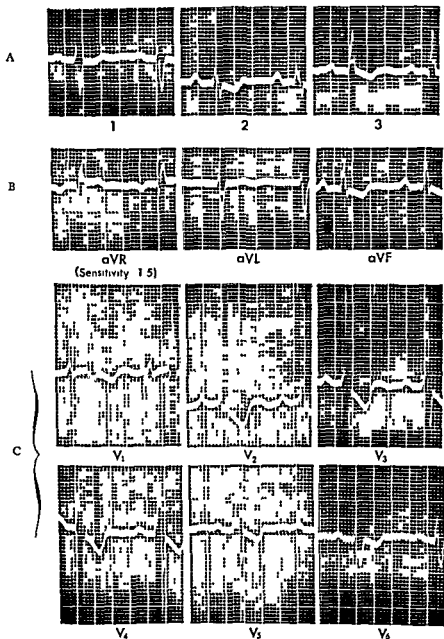 A
1 2 3
B
aVR aVL aVF
(Sensitivity 1 5)
V₁ V₂ V₃
C
V₄ V₅ V₆